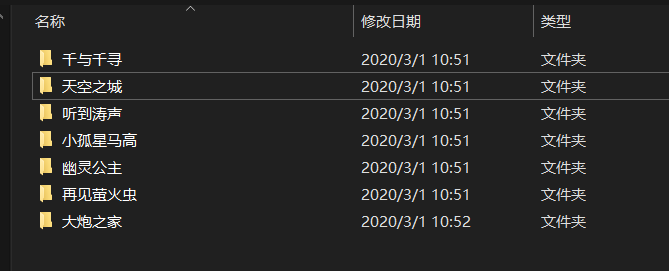 名称 修改日期 类型
千与千寻 2020/3/1 10:51 文件夹
天空之城 2020/3/1 10:51 文件夹
听到涛声 2020/3/1 10:51 文件夹
小孤星马高 2020/3/1 10:51 文件夹
幽灵公主 2020/3/1 10:51 文件夹
再见萤火虫 2020/3/1 10:51 文件夹
大炮之家 2020/3/1 10:52 文件夹